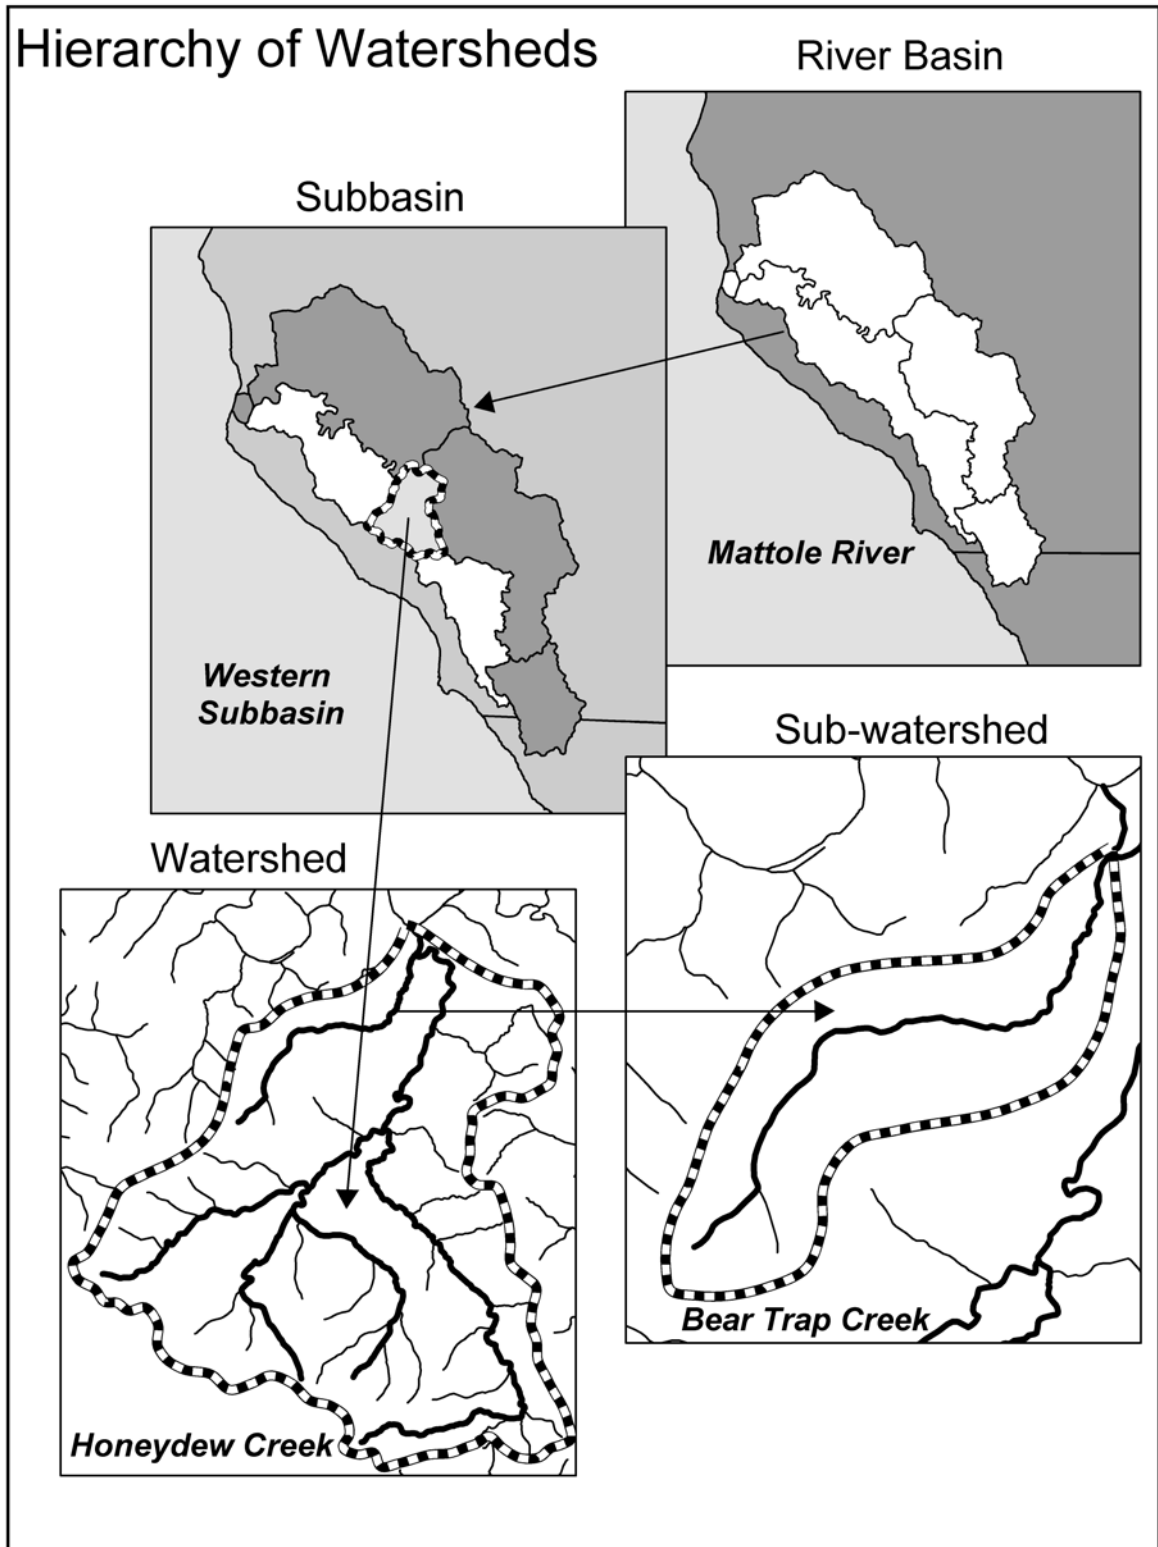 Hierarchy of Watersheds
River Basin
Mattole River
Subbasin
Western
Subbasin
Watershed
Honeydew Creek
Sub-watershed
Bear Trap Creek